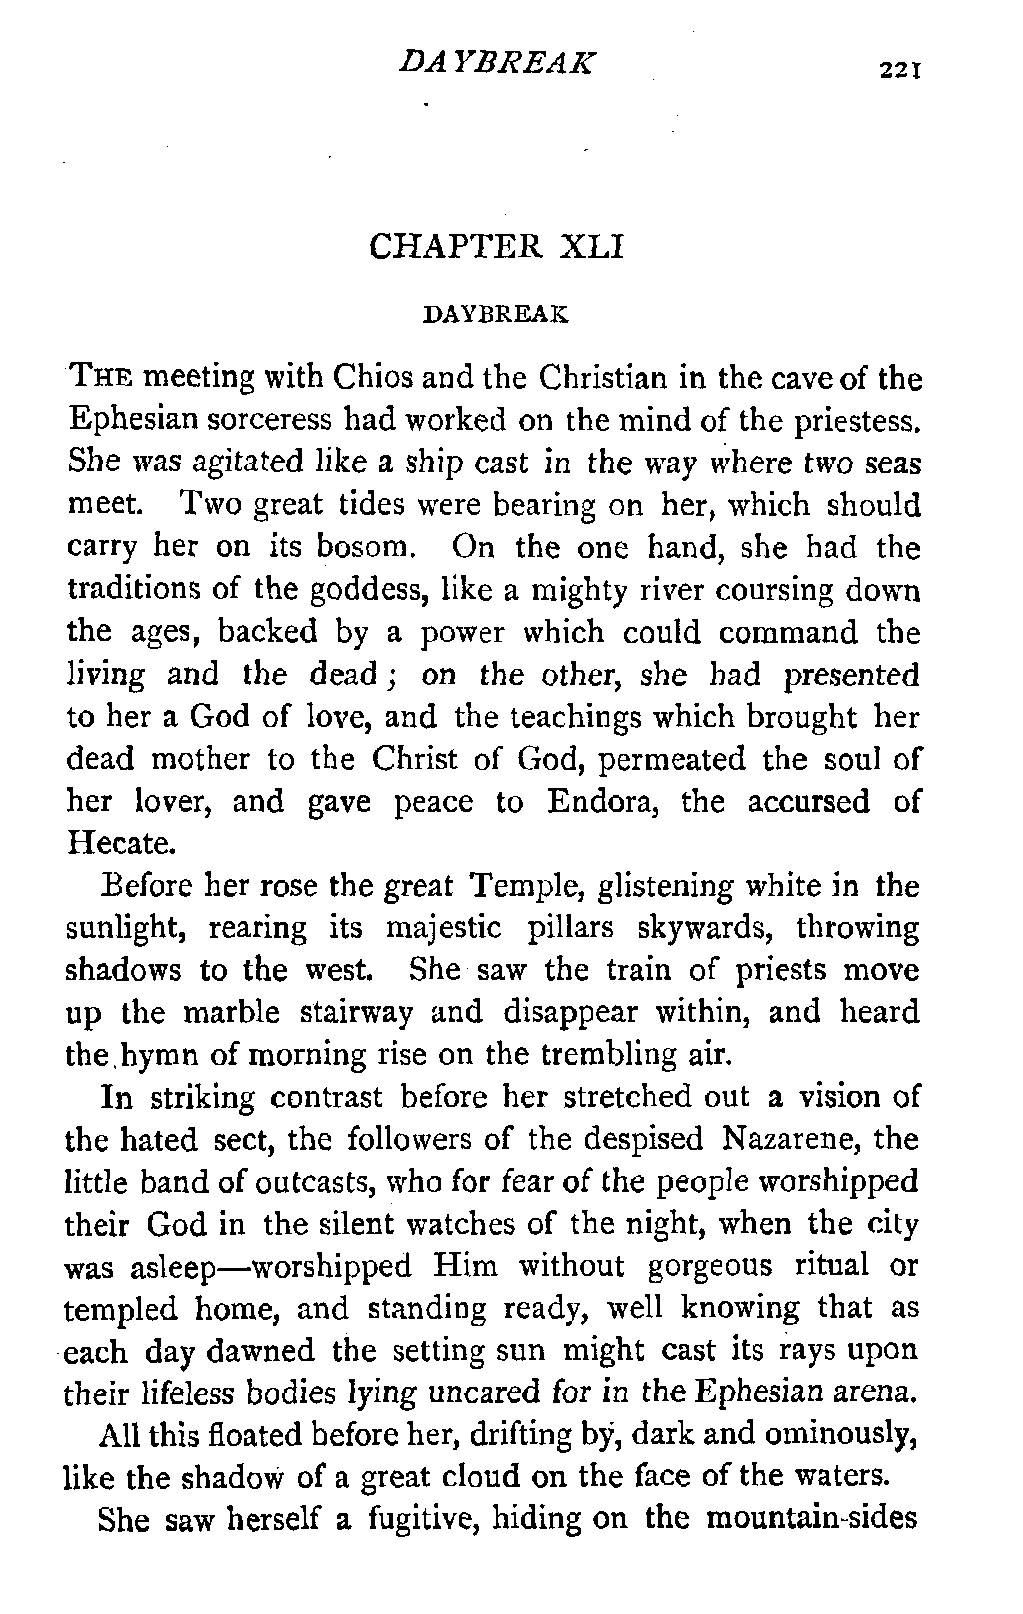 DAYBREAK 221
CHAPTER XLI
DAYBREAK
THE meeting with Chios and the Christian in the cave of the
Ephesian sorceress had worked on the mind of the priestess.
She was agitated like a ship cast in the way where two seas
meet. Two great tides were bearing on her, which should
carry her on its bosom. On the one hand, she had the
traditions of the goddess, like a mighty river coursing down
the ages, backed by a power which could command the
living and the dead; on the other, she had presented
to her a God of love, and the teachings which brought her
dead mother to the Christ of God, permeated the soul of
her lover, and gave peace to Endora, the accursed of
Hecate.
Before her rose the great Temple, glistening white in the
sunlight, rearing its majestic pillars skywards, throwing
shadows to the west. She saw the train of priests move
up the marble stairway and disappear within, and heard
the hymn of morning rise on the trembling air.
In striking contrast before her stretched out a vision of
the hated sect, the followers of the despised Nazarene, the
little band of outcasts, who for fear of the people worshipped
their God in the silent watches of the night, when the city
was asleep—worshipped Him without gorgeous ritual or
templed home, and standing ready, well knowing that as
each day dawned the setting sun might cast its rays upon
their lifeless bodies lying uncared for in the Ephesian arena.
All this floated before her, drifting by, dark and ominously,
like the shadow of a great cloud on the face of the waters.
She saw herself a fugitive, hiding on the mountain-sides